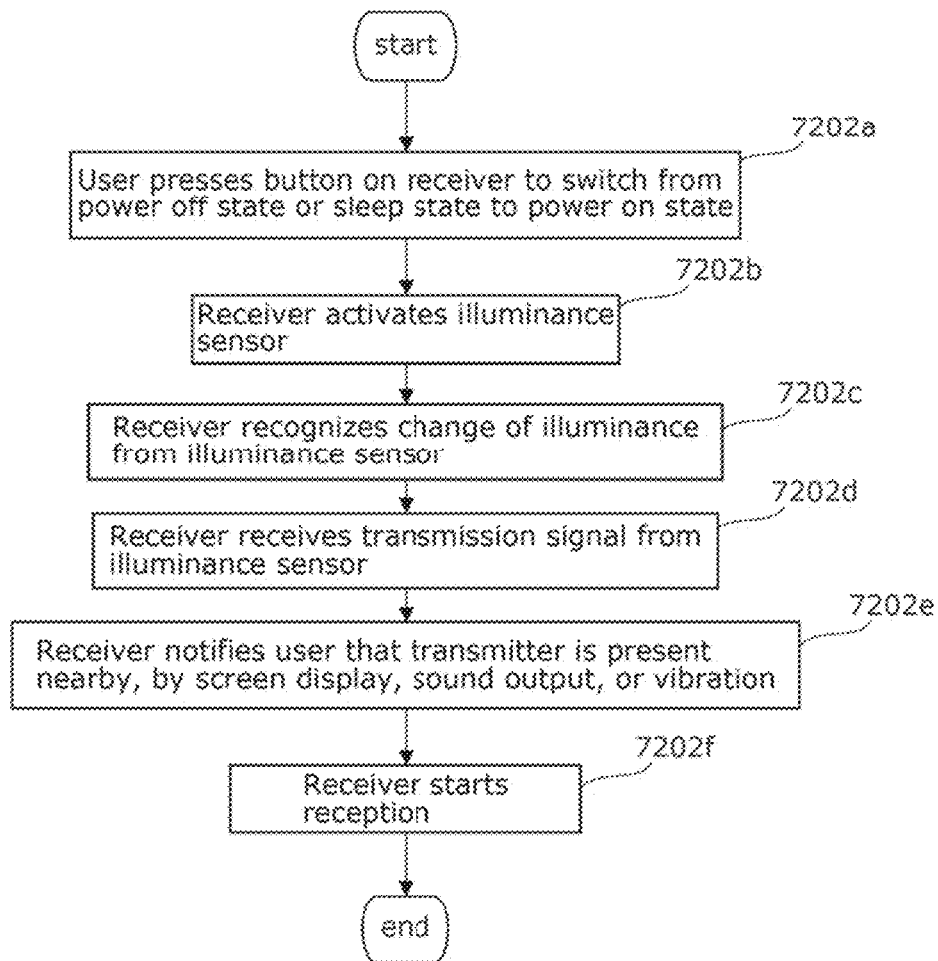 start
7202a
User presses button on receiver to switch from
power off state or sleep state to power on state
7202b
Receiver activates illuminance
sensor
7202c
Receiver recognizes change of illuminance
from illuminance sensor
7202d
Receiver receives transmission signal from
illuminance sensor
7202e
Receiver notifies user that transmitter is present
nearby, by screen display, sound output, or vibration
7202f
Receiver starts
reception
end